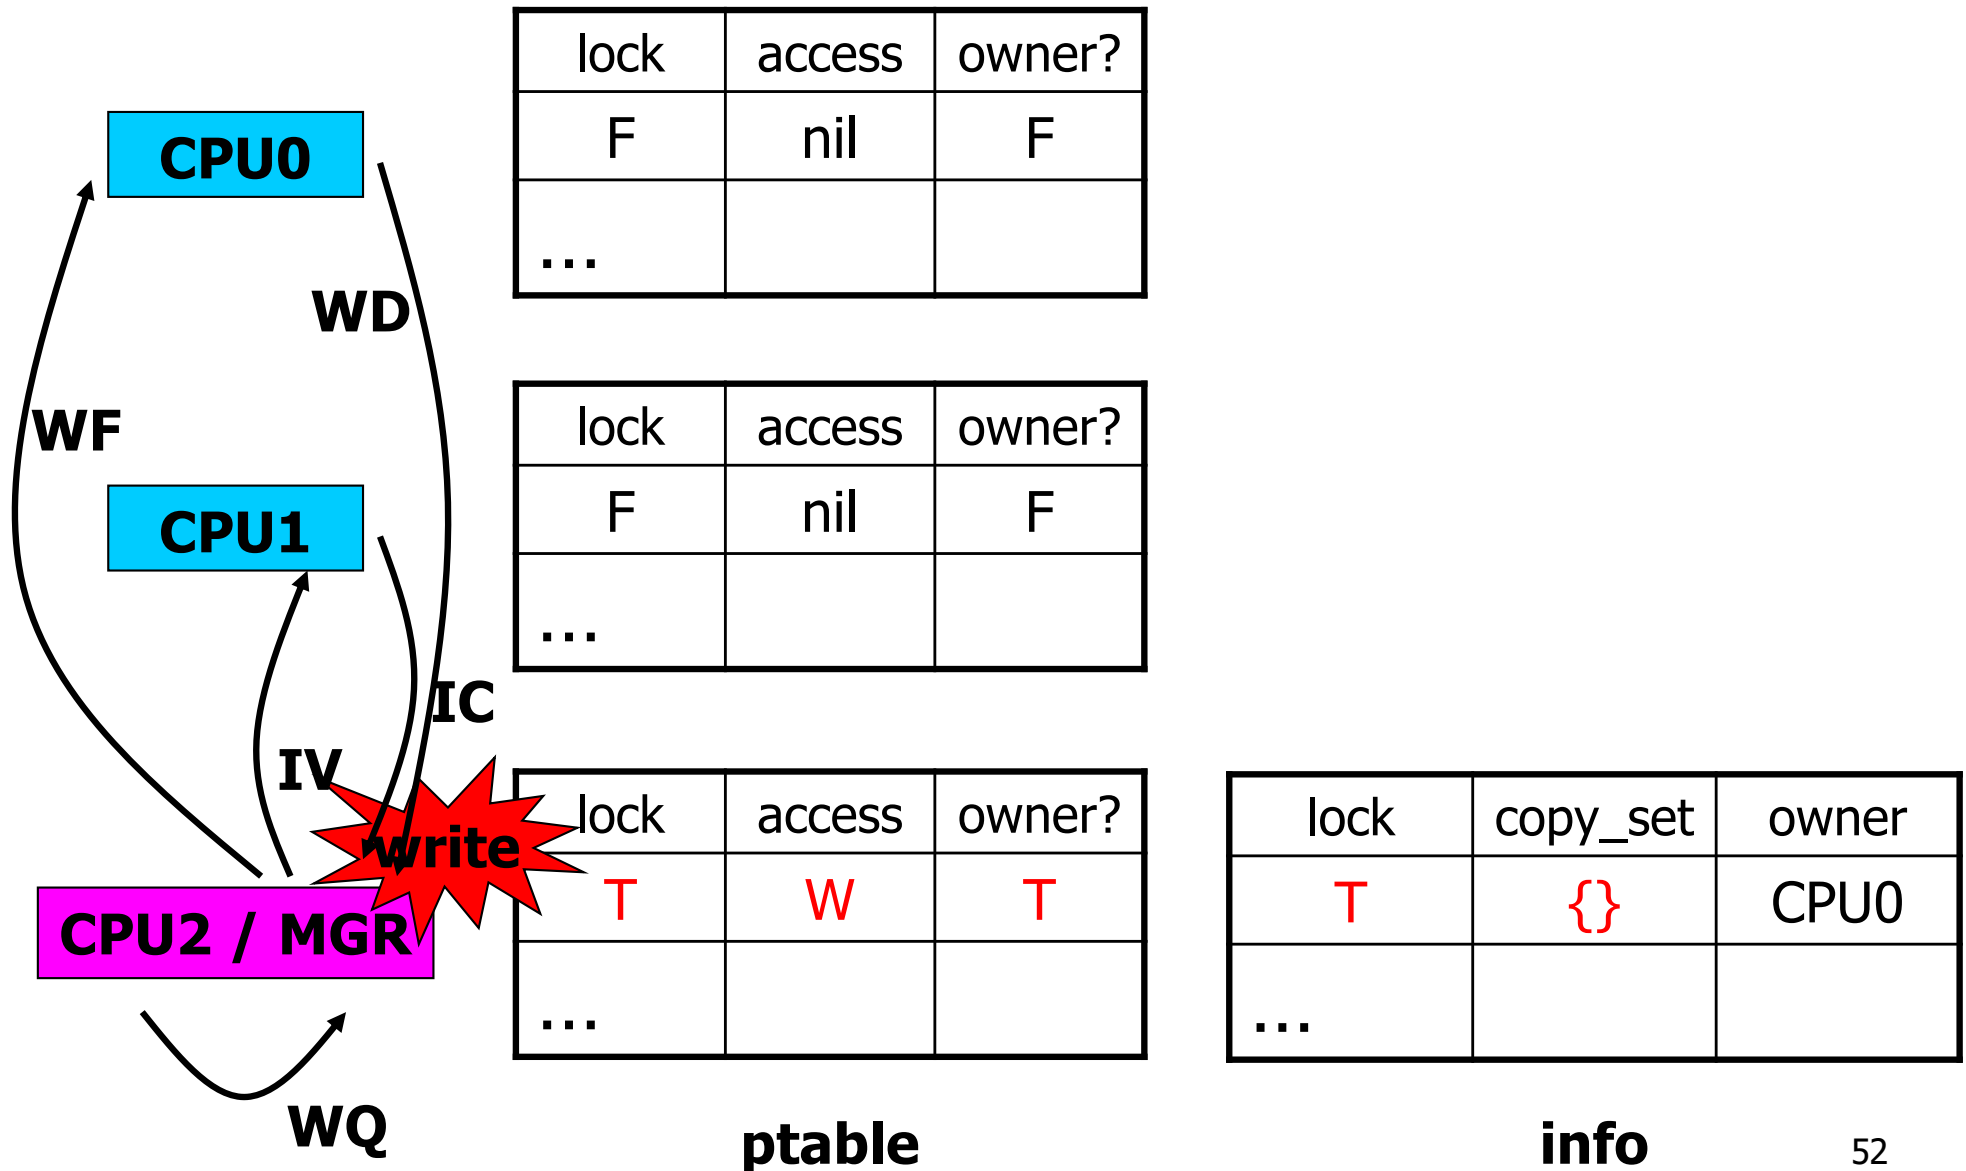 lock access owner?
CPU0
F nil F
...
WD
WF
lock access owner?
CPU1
F nil F
...
IC
IV
write
lock access owner?
T W T
...
CPU2 / MGR
WQ
ptable
lock copy_set owner
T {} CPU0
...
info
52